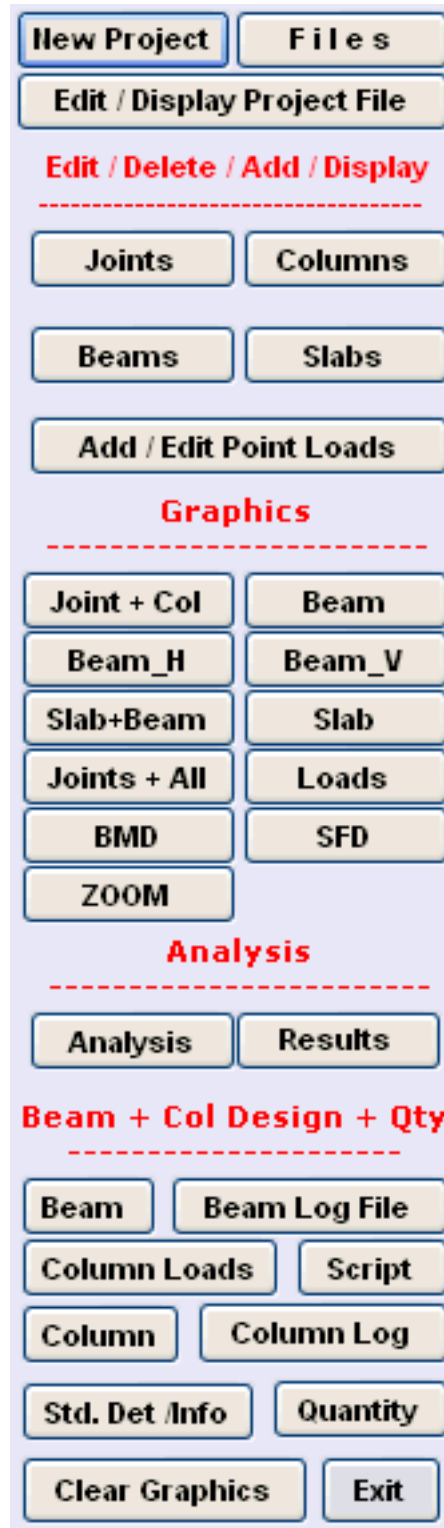 New Project Files
Edit / Display Project File
Edit / Delete / Add / Display
Joints Columns
Beams Slabs
Add / Edit Point Loads
Graphics
Joint + Col Beam
Beam_H Beam_V
Slab+Beam Slab
Joints + All Loads
BMD SFD
ZOOM
Analysis
Analysis Results
Beam + Col Design + Qty
Beam Beam Log File
Column Loads Script
Column Column Log
Std. Det /Info Quantity
Clear Graphics Exit